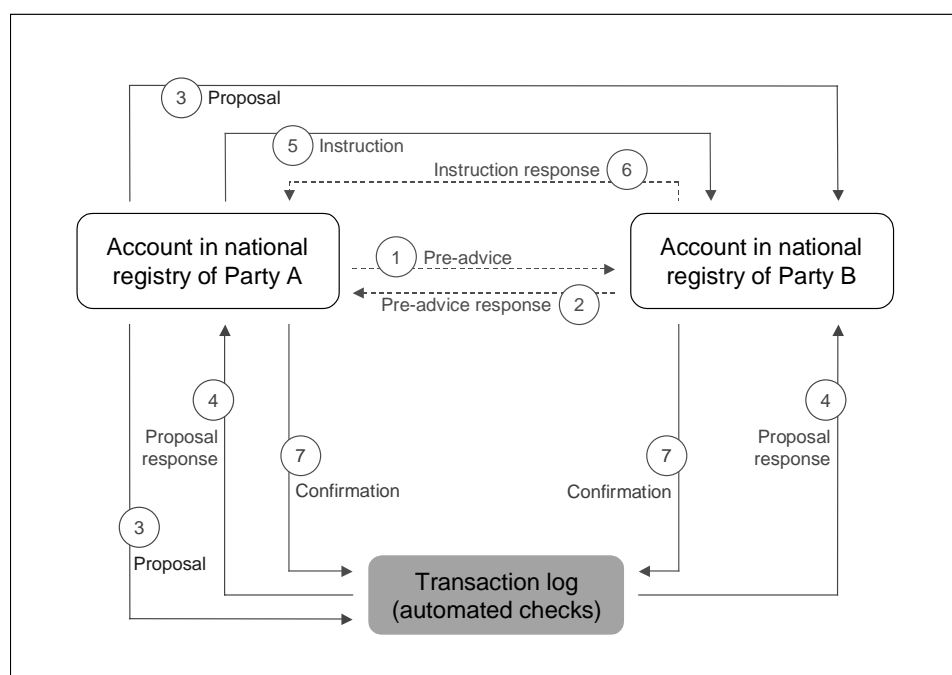 3 Proposal
5 Instruction
Instruction response 6
Account in national
registry of Party A
Account in national
registry of Party B
1 Pre-advice
Pre-advice response 2
4
Proposal
response
4
Proposal
response
7
Confirmation
7
Confirmation
3
Proposal
Transaction log
(automated checks)